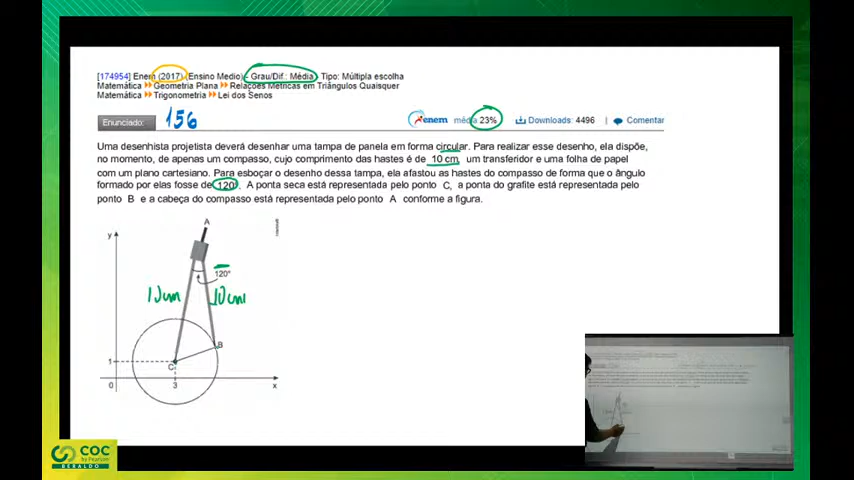 [174954] Enem (2017) (Ensino Medio) - Grau/Dif.: Média - Tipo: Múltipla escolha
Matemática Geometria Plana Relações Métricas em Triângulos Quaisquer
Matemática Trigonometria Lei dos Senos
Enunciado: 156 enem média 23% Downloads: 4496 Comentar
Uma desenhista projetista deverá desenhar uma tampa de panela em forma circular. Para realizar esse desenho, ela dispõe,
no momento, de apenas um compasso, cujo comprimento das hastes é de 10 cm, um transferidor e uma folha de papel
com um plano cartesiano. Para esboçar o desenho dessa tampa, ela afastou as hastes do compasso de forma que o ângulo
formado por elas fosse de 120°. A ponta seca está representada pelo ponto C, a ponta do grafite está representada pelo
ponto B e a cabeça do compasso está representada pelo ponto A conforme a figura.
A
y
120°
10cm 10cm
B
1 C
0 3 x
COC
by Pearson
BERALDO